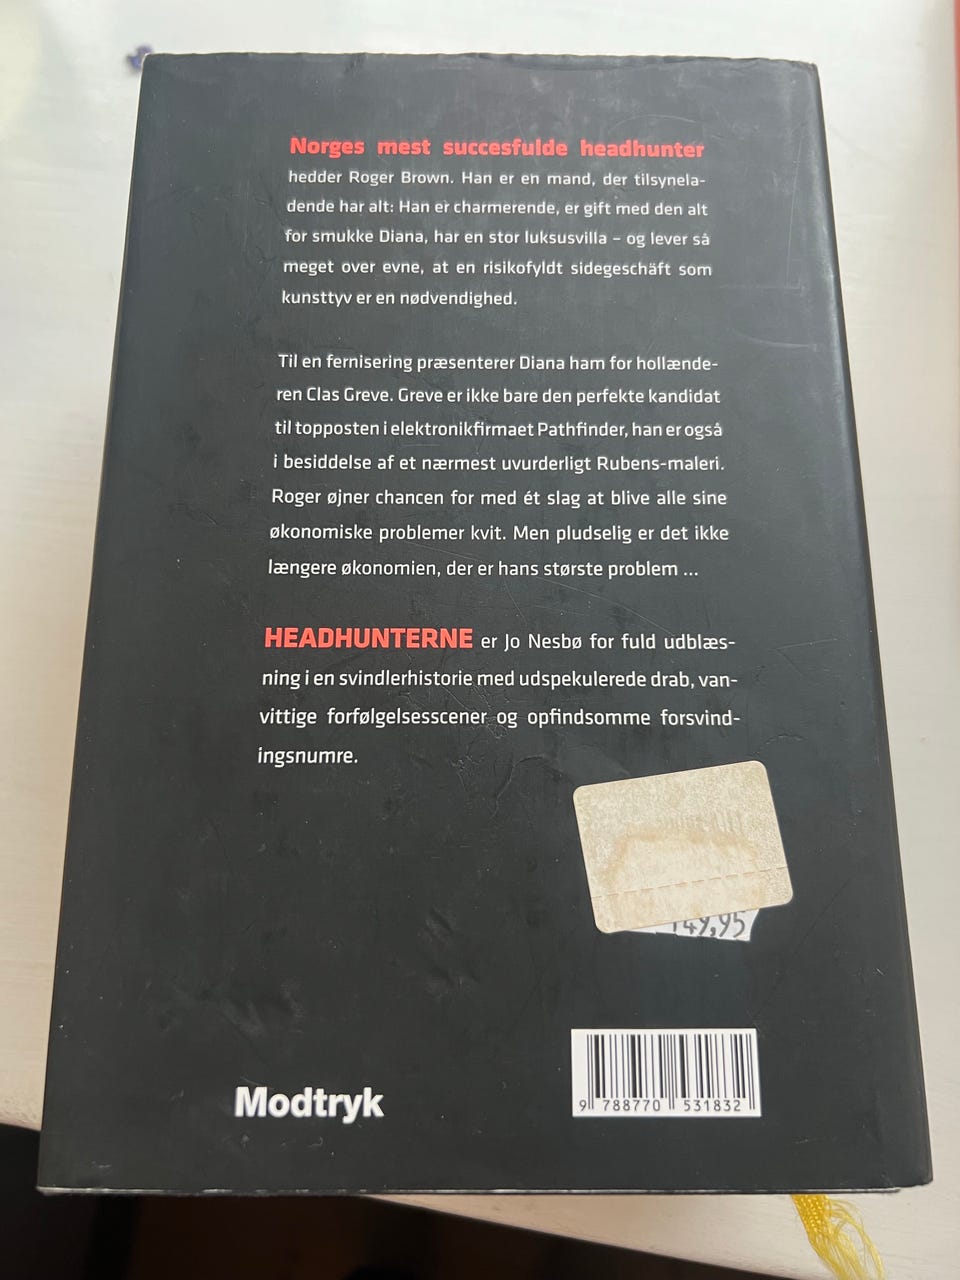 Norges mest succesfulde headhunter
hedder Roger Brown. Han er en mand, der tilsynela-
dende har alt: Han er charmerende, er gift med den alt
for smukke Diana, har en stor luksusvilla – og lever så
meget over evne, at en risikofyldt sidegeschäft som
kunsttyv er en nødvendighed.
Til en fernisering præsenterer Diana ham for hollænde-
ren Clas Greve. Greve er ikke bare den perfekte kandidat
til topposten i elektronikfirmaet Pathfinder, han er også
i besiddelse af et nærmest uvurderligt Rubens-maleri.
Roger øjner chancen for med ét slag at blive alle sine
økonomiske problemer kvit. Men pludselig er det ikke
længere økonomien, der er hans største problem ...
HEADHUNTERNE er Jo Nesbø for fuld udblæs-
ning i en svindlerhistorie med udspekulerede drab, van-
vittige forfølgelsesscener og opfindsomme forsvind-
ingsnumre.
149,95
Modtryk
9 788770 531832